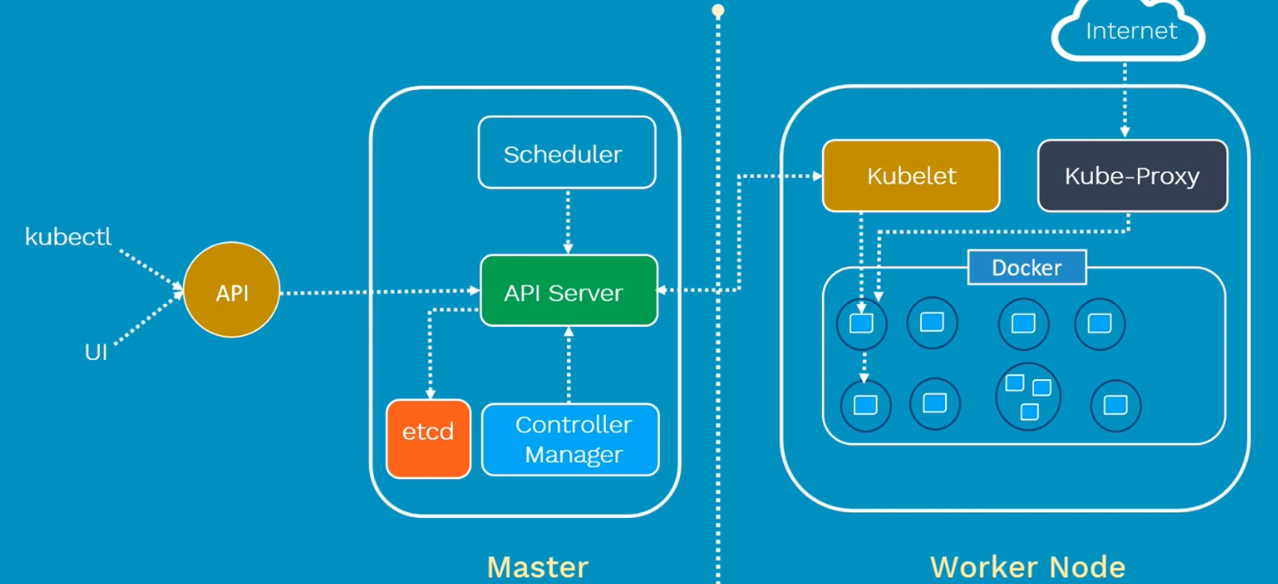 Internet
Scheduler
Kubelet
Kube-Proxy
kubectl
API
API Server
Docker
UI
etcd
Controller
Manager
Master
Worker Node